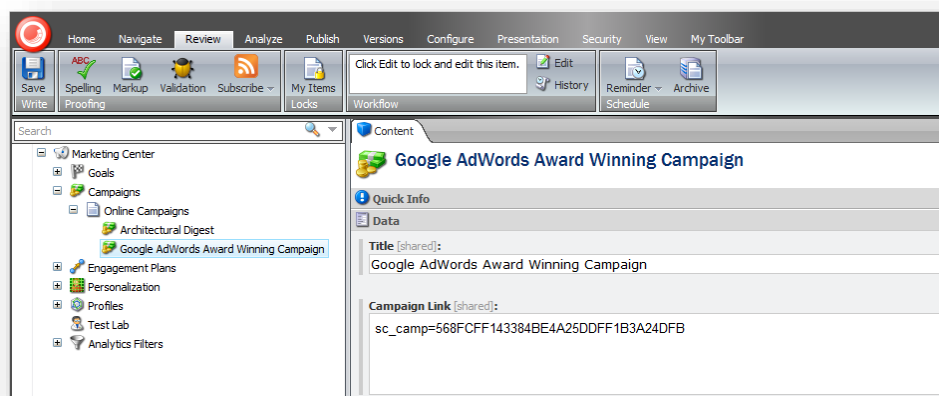 Home Navigate Review Analyze Publish Versions Configure Presentation Security View My Toolbar
ABC
Click Edit to lock and edit this item. Edit
History
Save Spelling Markup Validation Subscribe My Items Reminder Archive
Write Proofing Locks Workflow Schedule
Search
Content
Marketing Center
Goals
Campaigns
Online Campaigns
Architectural Digest
Google AdWords Award Winning Campaign
Engagement Plans
Personalization
Profiles
Test Lab
Analytics Filters
Google AdWords Award Winning Campaign
Quick Info
Data
Title [shared]:
Google AdWords Award Winning Campaign
Campaign Link [shared]:
sc_camp=568FCFF143384BE4A25DDFF1B3A24DFB